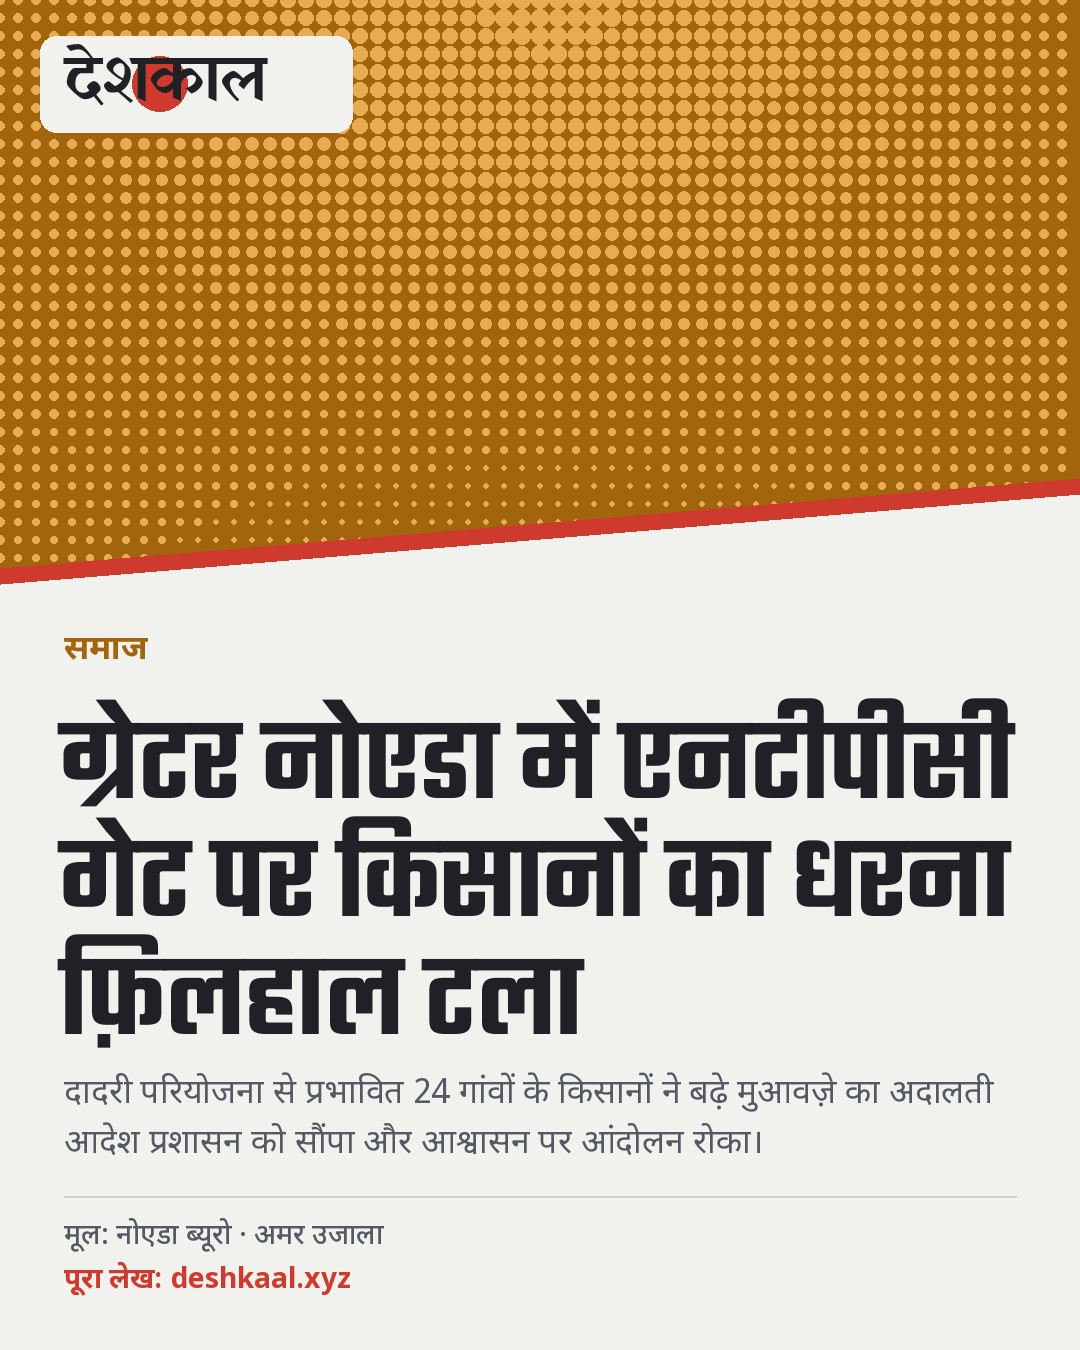 देशकाल
समाज
ग्रेटर नोएडा में एनटीपीसी
गेट पर किसानों का धरना
फ़िलहाल टला
दादरी परियोजना से प्रभावित 24 गांवों के किसानों ने बढ़े मुआवज़े का अदालती
आदेश प्रशासन को सौंपा और आश्वासन पर आंदोलन रोका।
मूल: नोएडा ब्यूरो · अमर उजाला
पूरा लेख: deshkaal.xyz